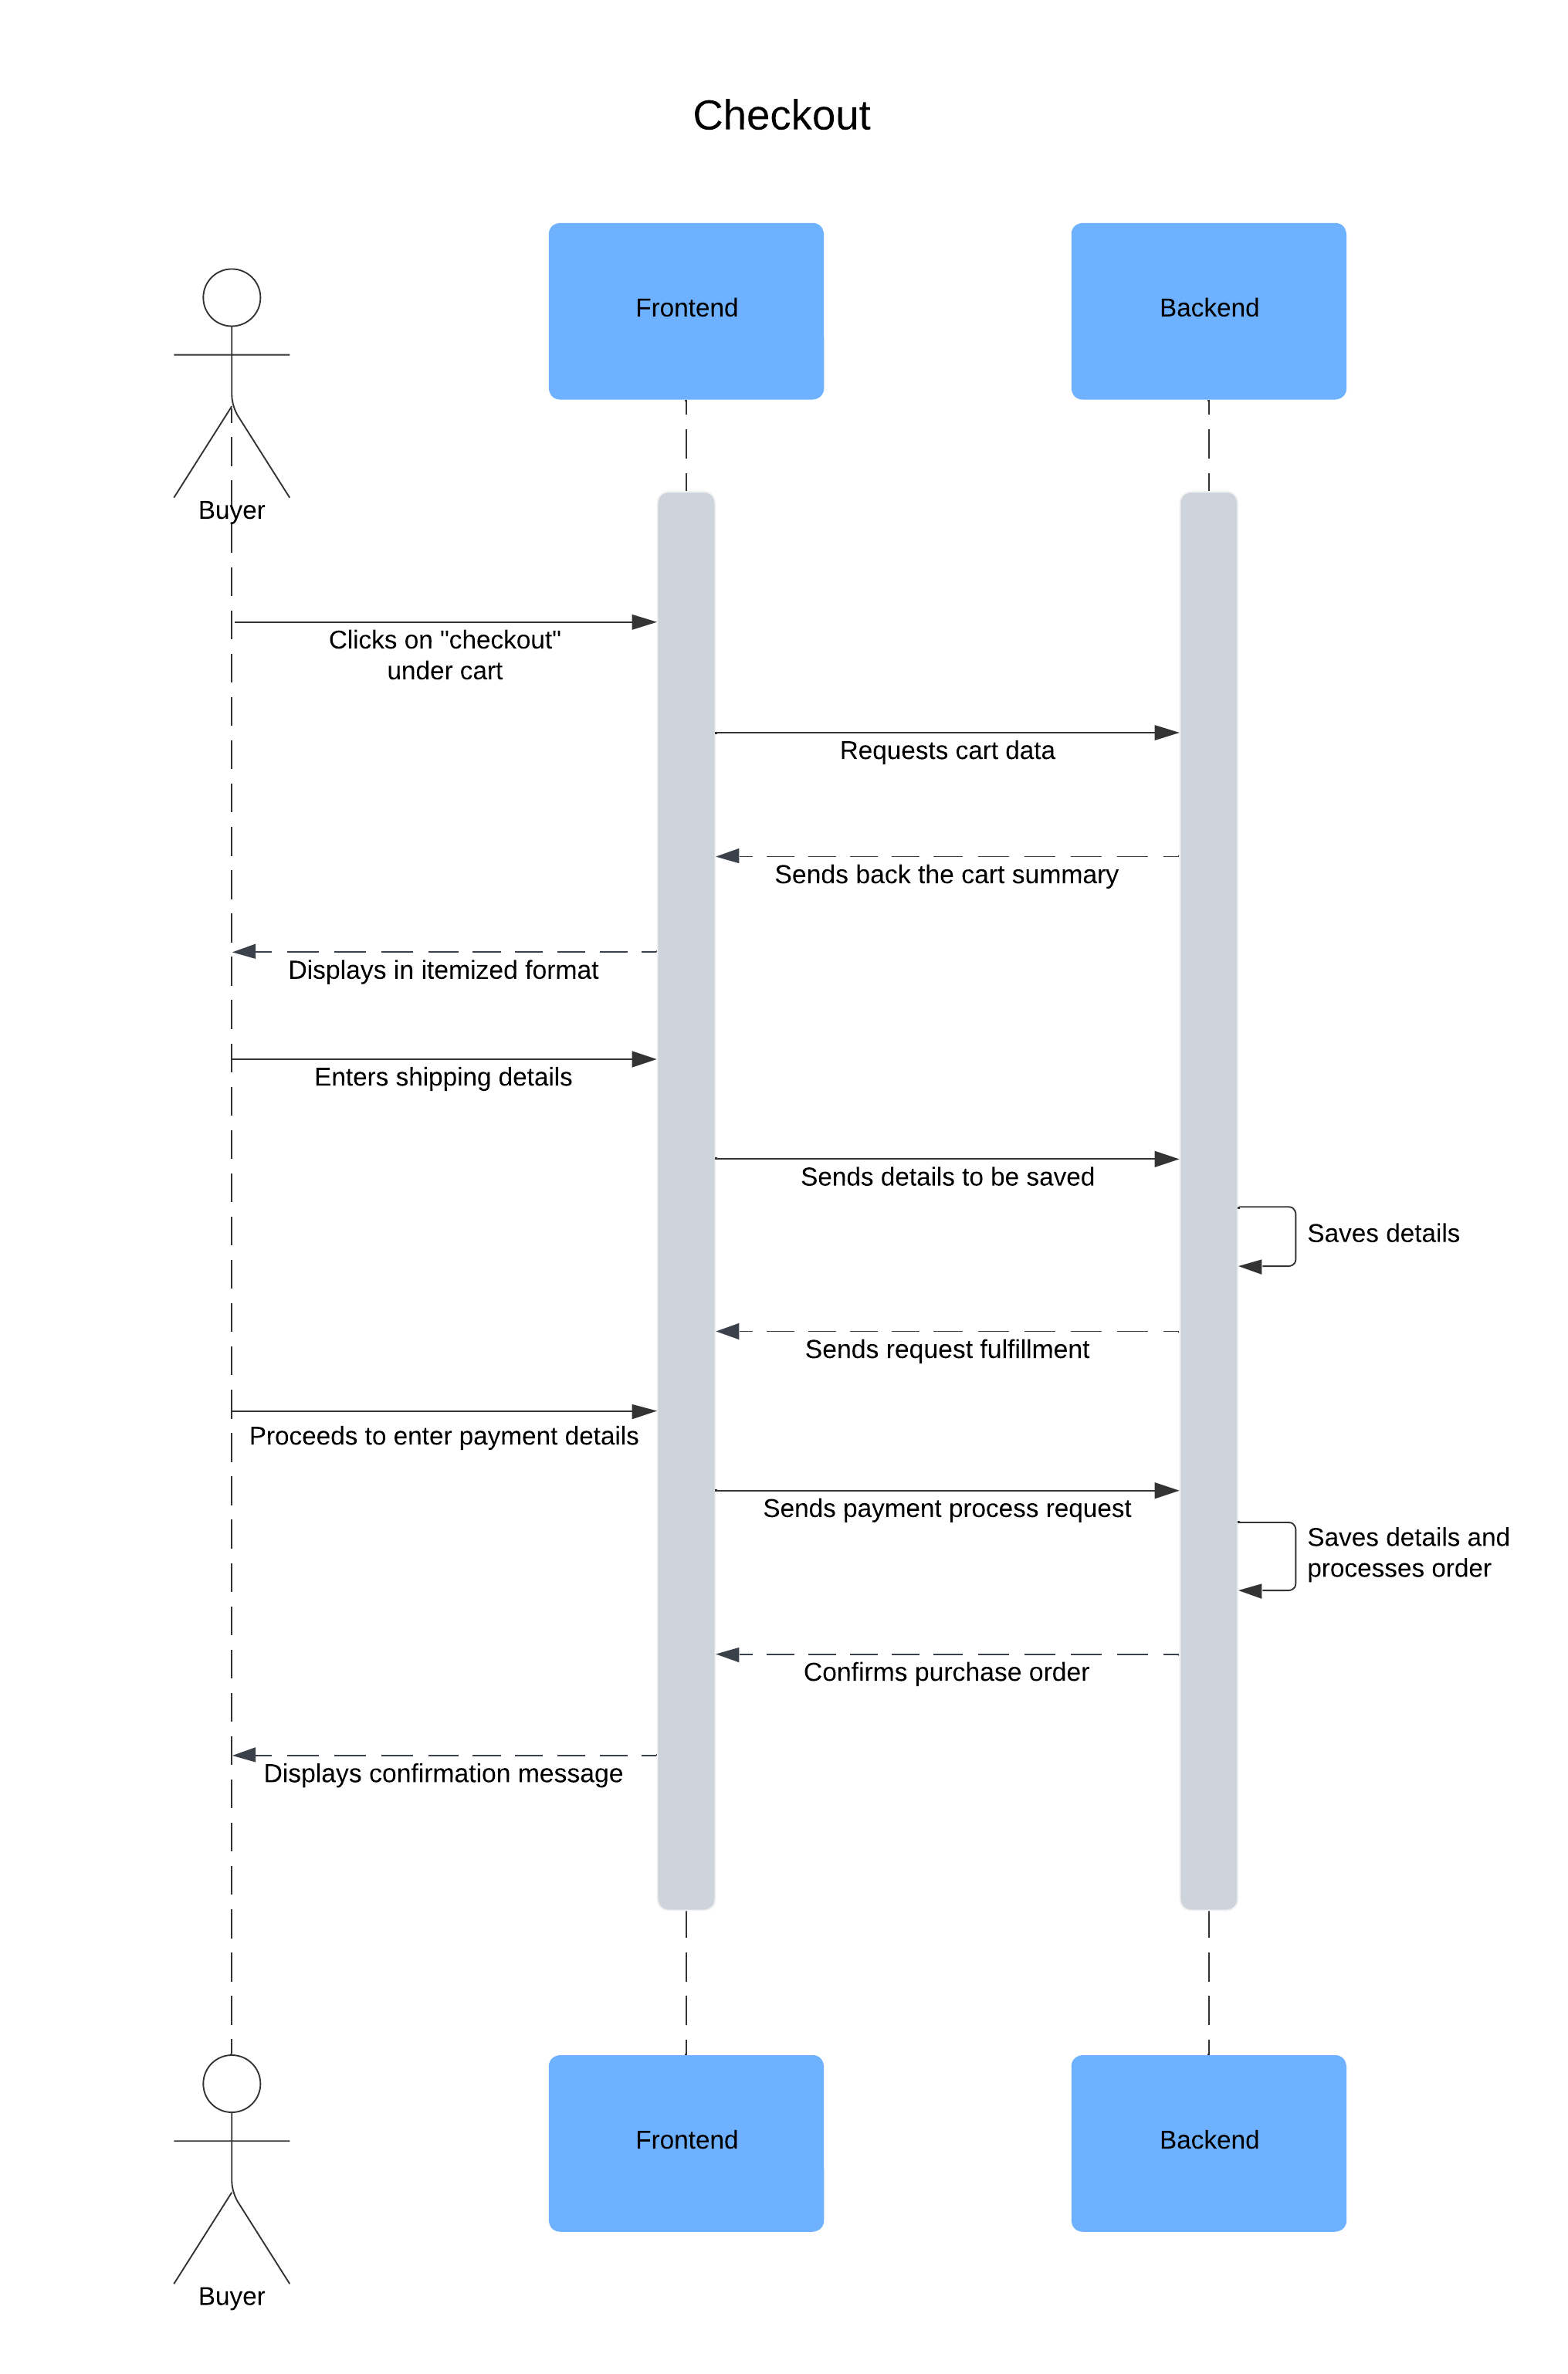 Checkout
Frontend
Backend
Buyer
Clicks on "checkout"
under cart
Requests cart data
Sends back the cart summary
Displays in itemized format
Enters shipping details
Sends details to be saved
Saves details
Sends request fulfillment
Proceeds to enter payment details
Sends payment process request
Saves details and
processes order
Confirms purchase order
Displays confirmation message
Frontend
Backend
Buyer